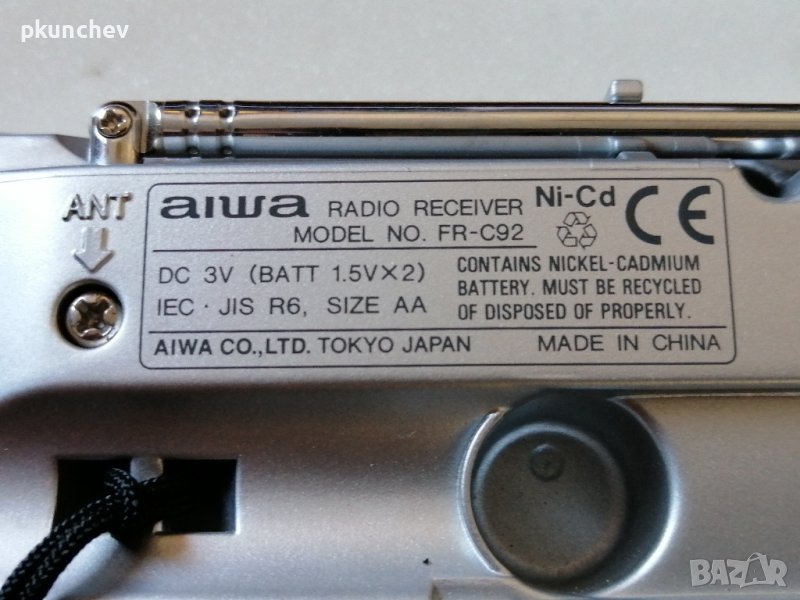 pkunchev
ANT
aiwa RADIO RECEIVER
MODEL NO. FR-C92
Ni-Cd
CE
DC 3V (BATT 1.5V×2)
IEC · JIS R6, SIZE AA
CONTAINS NICKEL-CADMIUM
BATTERY. MUST BE RECYCLED
OF DISPOSED OF PROPERLY.
AIWA CO.,LTD. TOKYO JAPAN
MADE IN CHINA
BAZAR